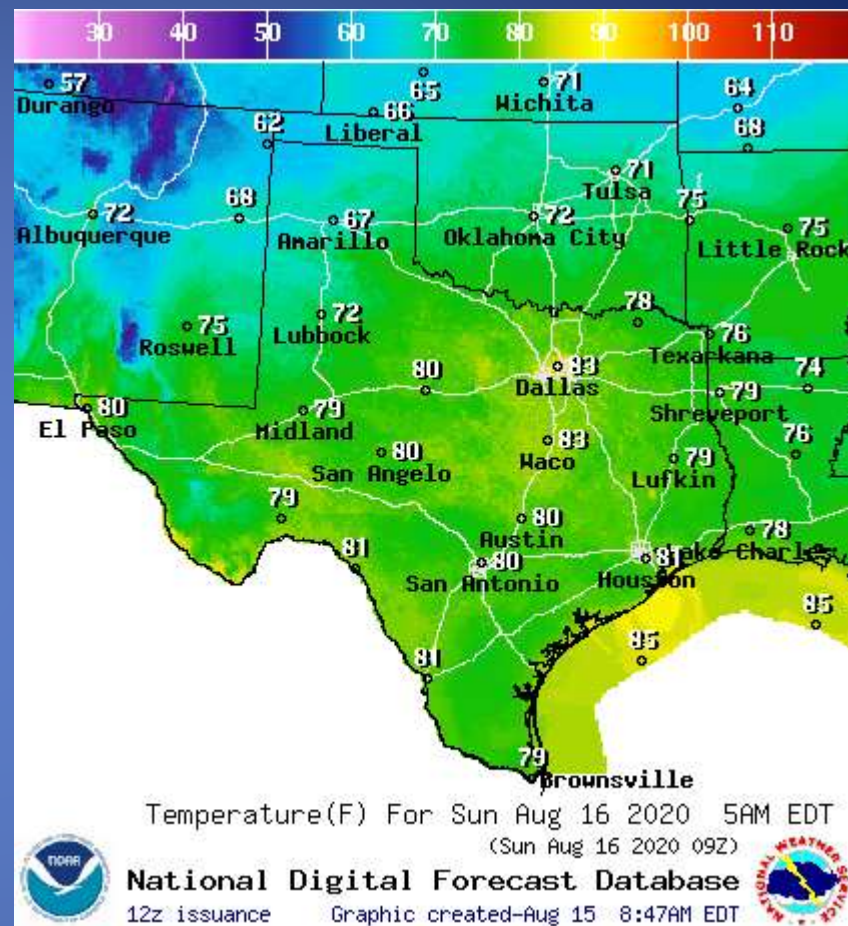 30 40 50 60 70 80 90 100 110
57
Durango
65
71
Wichita
64
66
Liberal
62
68
71
Tulsa
72
Albuquerque
68
67
Amarillo
72
Oklahoma City
75
75
Little Rock
75
Roswell
72
Lubbock
78
76
Texarkana
83
Dallas
80
74
79
Shreveport
80
El Paso
79
Midland
80
San Angelo
83
Waco
79
Lufkin
76
79
80
Austin
78
Lake Charles
81
80
San Antonio
81
Houston
85
85
81
79
Brownsville
Temperature(F) For Sun Aug 16 2020 5AM EDT
(Sun Aug 16 2020 09Z)
National Digital Forecast Database
12z issuance Graphic created-Aug 15 8:47AM EDT
NOAA
NATIONAL WEATHER SERVICE